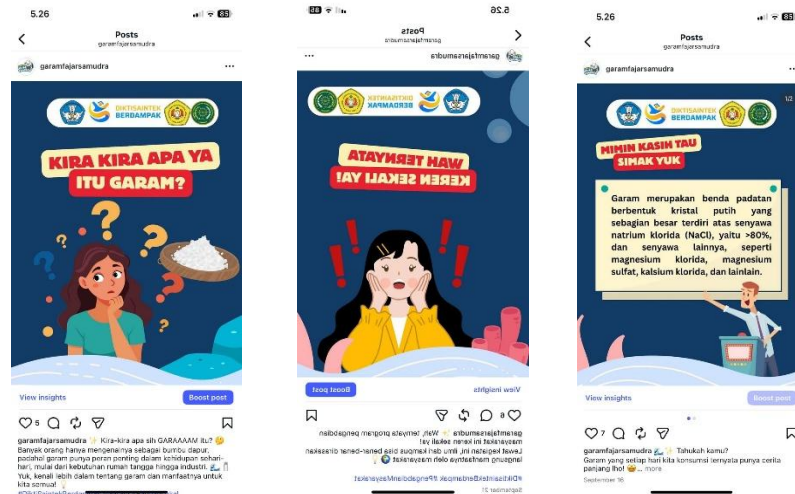 5.26
Posts
garamfajarsamudra
garamfajarsamudra
DIKTISAINTEK
BERDAMPAK
KIRA KIRA APA YA
ITU GARAM?
View insights
Boost post
5
garamfajarsamudra ✨ Kira-kira apa sih GARAAAAM itu? 🤔
Banyak orang hanya mengenalnya sebagai bumbu dapur,
padahal garam punya peran penting dalam kehidupan sehari-
hari, mulai dari kebutuhan rumah tangga hingga industri.
Yuk, kenali lebih dalam tentang garam dan manfaatnya untuk
kita semua! 💡
5.26
Posts
garamfajarsamudra
garamfajarsamudra
DIKTISAINTEK
BERDAMPAK
WAH TERNYATA
KEREN SEKALI YA!
View insights
Boost post
6
garamfajarsamudra ✨ Wah, ternyata program pengabdian
masyarakat ini keren sekali ya!
Lewat kegiatan ini, ilmu dari kampus bisa benar-benar dirasakan
langsung manfaatnya oleh masyarakat
#DiktisaintekBerdampak #PengabdianMasyarakat
September 21
5.26
Posts
garamfajarsamudra
garamfajarsamudra
1/2
DIKTISAINTEK
BERDAMPAK
MIMIN KASIH TAU
SIMAK YUK
Garam merupakan benda padatan
berbentuk kristal putih yang
sebagian besar terdiri atas senyawa
natrium klorida (NaCl), yaitu >80%,
dan senyawa lainnya, seperti
magnesium klorida, magnesium
sulfat, kalsium klorida, dan lainlain.
View insights
Boost post
7
garamfajarsamudra 🌊 Tahukah kamu?
Garam yang setiap hari kita konsumsi ternyata punya cerita
panjang lho! ... more
September 16